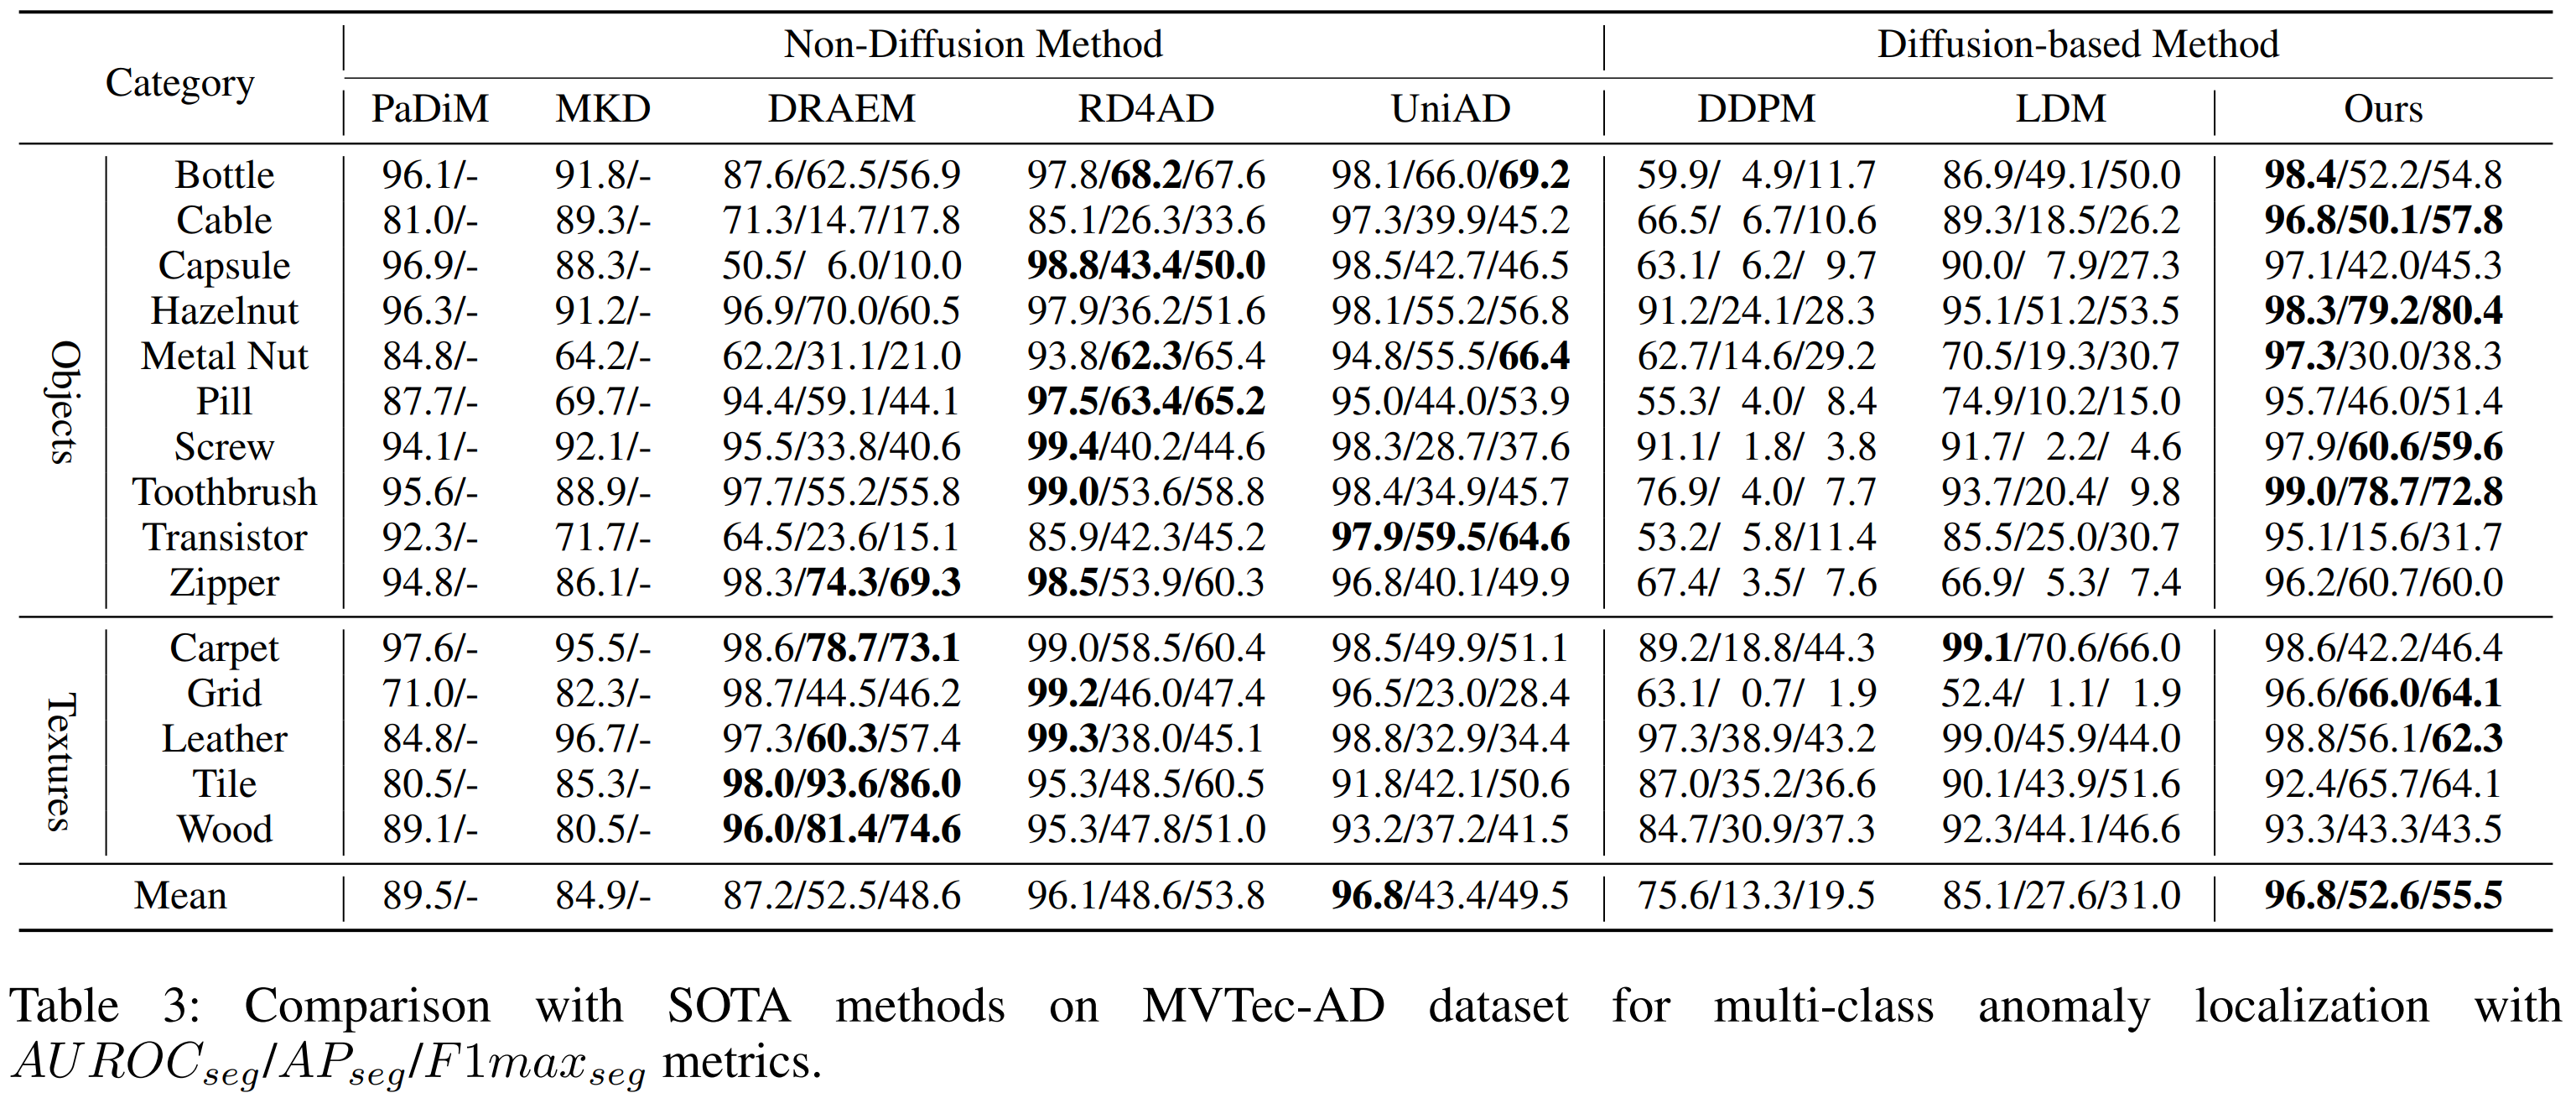 Category Non-Diffusion Method Diffusion-based Method
PaDiM MKD DRAEM RD4AD UniAD DDPM LDM Ours
Objects
Bottle 96.1/- 91.8/- 87.6/62.5/56.9 97.8/68.2/67.6 98.1/66.0/69.2 59.9/ 4.9/11.7 86.9/49.1/50.0 98.4/52.2/54.8
Cable 81.0/- 89.3/- 71.3/14.7/17.8 85.1/26.3/33.6 97.3/39.9/45.2 66.5/ 6.7/10.6 89.3/18.5/26.2 96.8/50.1/57.8
Capsule 96.9/- 88.3/- 50.5/ 6.0/10.0 98.8/43.4/50.0 98.5/42.7/46.5 63.1/ 6.2/ 9.7 90.0/ 7.9/27.3 97.1/42.0/45.3
Hazelnut 96.3/- 91.2/- 96.9/70.0/60.5 97.9/36.2/51.6 98.1/55.2/56.8 91.2/24.1/28.3 95.1/51.2/53.5 98.3/79.2/80.4
Metal Nut 84.8/- 64.2/- 62.2/31.1/21.0 93.8/62.3/65.4 94.8/55.5/66.4 62.7/14.6/29.2 70.5/19.3/30.7 97.3/30.0/38.3
Pill 87.7/- 69.7/- 94.4/59.1/44.1 97.5/63.4/65.2 95.0/44.0/53.9 55.3/ 4.0/ 8.4 74.9/10.2/15.0 95.7/46.0/51.4
Screw 94.1/- 92.1/- 95.5/33.8/40.6 99.4/40.2/44.6 98.3/28.7/37.6 91.1/ 1.8/ 3.8 91.7/ 2.2/ 4.6 97.9/60.6/59.6
Toothbrush 95.6/- 88.9/- 97.7/55.2/55.8 99.0/53.6/58.8 98.4/34.9/45.7 76.9/ 4.0/ 7.7 93.7/20.4/ 9.8 99.0/78.7/72.8
Transistor 92.3/- 71.7/- 64.5/23.6/15.1 85.9/42.3/45.2 97.9/59.5/64.6 53.2/ 5.8/11.4 85.5/25.0/30.7 95.1/15.6/31.7
Zipper 94.8/- 86.1/- 98.3/74.3/69.3 98.5/53.9/60.3 96.8/40.1/49.9 67.4/ 3.5/ 7.6 66.9/ 5.3/ 7.4 96.2/60.7/60.0
Textures
Carpet 97.6/- 95.5/- 98.6/78.7/73.1 99.0/58.5/60.4 98.5/49.9/51.1 89.2/18.8/44.3 99.1/70.6/66.0 98.6/42.2/46.4
Grid 71.0/- 82.3/- 98.7/44.5/46.2 99.2/46.0/47.4 96.5/23.0/28.4 63.1/ 0.7/ 1.9 52.4/ 1.1/ 1.9 96.6/66.0/64.1
Leather 84.8/- 96.7/- 97.3/60.3/57.4 99.3/38.0/45.1 98.8/32.9/34.4 97.3/38.9/43.2 99.0/45.9/44.0 98.8/56.1/62.3
Tile 80.5/- 85.3/- 98.0/93.6/86.0 95.3/48.5/60.5 91.8/42.1/50.6 87.0/35.2/36.6 90.1/43.9/51.6 92.4/65.7/64.1
Wood 89.1/- 80.5/- 96.0/81.4/74.6 95.3/47.8/51.0 93.2/37.2/41.5 84.7/30.9/37.3 92.3/44.1/46.6 93.3/43.3/43.5
Mean 89.5/- 84.9/- 87.2/52.5/48.6 96.1/48.6/53.8 96.8/43.4/49.5 75.6/13.3/19.5 85.1/27.6/31.0 96.8/52.6/55.5
Table 3: Comparison with SOTA methods on MVTec-AD dataset for multi-class anomaly localization with
AUROCseg/APseg/F1maxseg metrics.